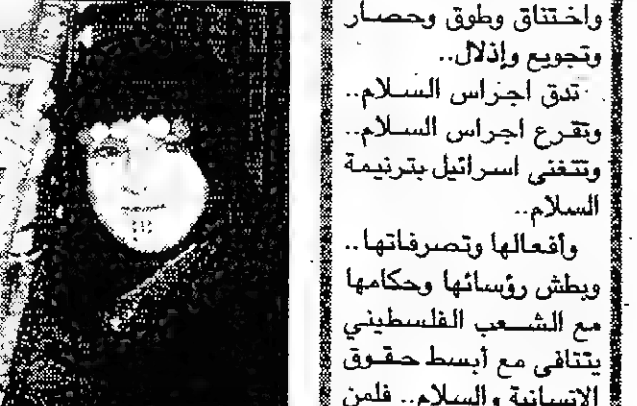 واختناق وطوق وحصار
وتجويع وإذلال..
تدق اجراس السلام..
وتقرع اجراس السلام..
وتتغنى اسرائيل بترنيمة
السلام..
وأفعالها وتصرفاتها..
وبطش رؤسائها وحكامها
مع الشعب الفلسطيني
يتنافى مع أبسط حقوق
الإنسانية والسلام.. فلمن